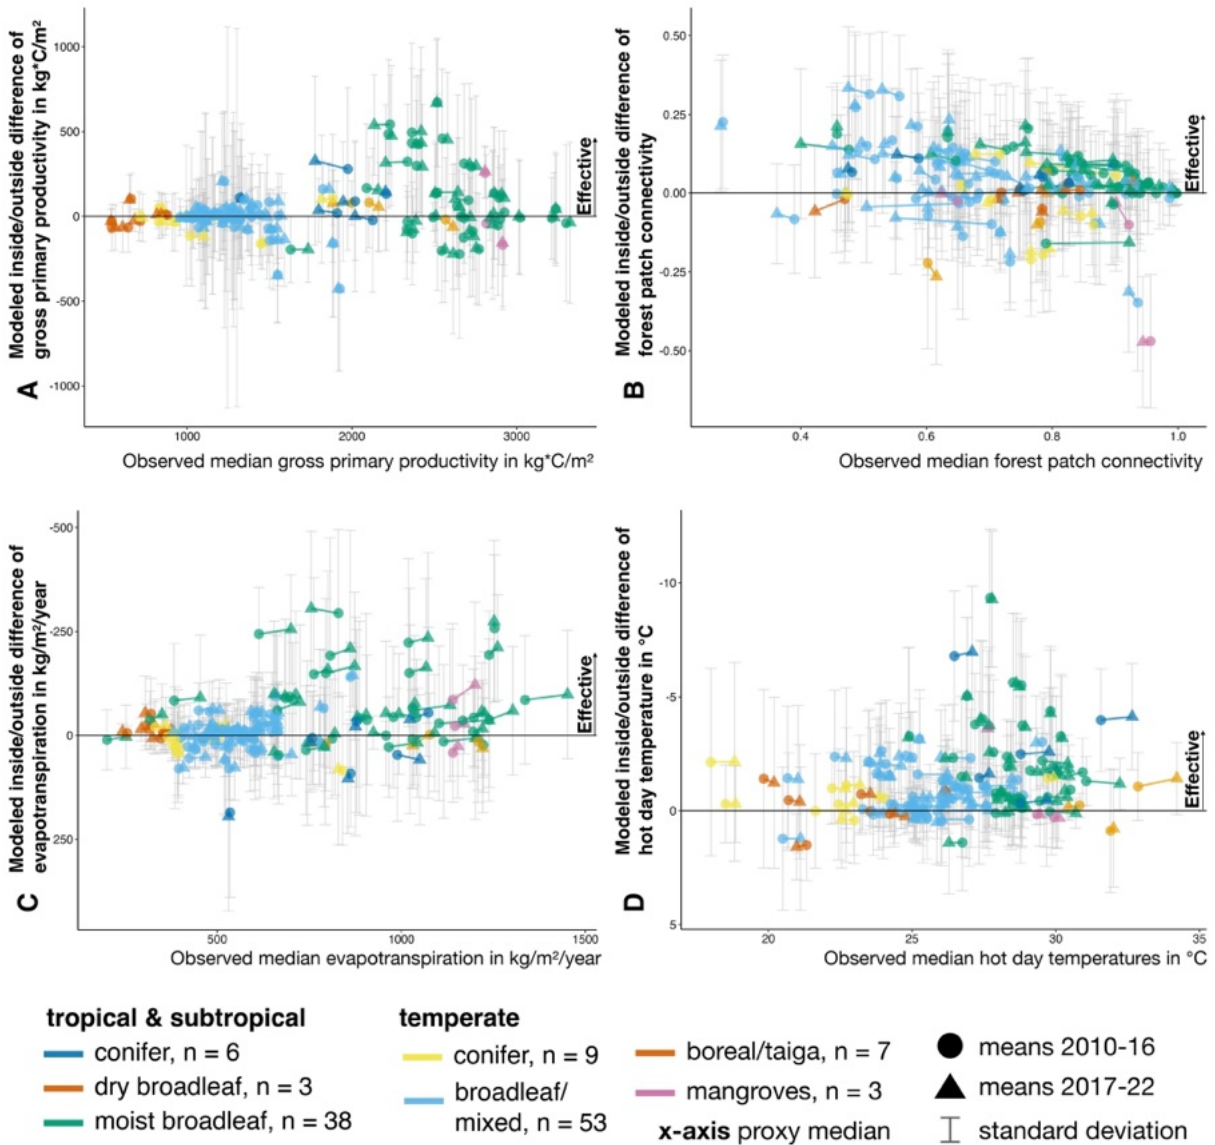 Modeled inside/outside difference of
gross primary productivity in kg*C/m²
1000
500
0
-500
-1000
Effective
A
1000
2000
3000
Observed median gross primary productivity in kg*C/m²
Modeled inside/outside difference of
forest patch connectivity
0.50
0.25
0.00
-0.25
-0.50
Effective
B
0.4
0.6
0.8
1.0
Observed median forest patch connectivity
Modeled inside/outside difference of
evapotranspiration in kg/m²/year
-500
-250
0
250
Effective
C
500
1000
1500
Observed median evapotranspiration in kg/m²/year
Modeled inside/outside difference of
hot day temperature in °C
-10
-5
0
5
Effective
D
20
25
30
35
Observed median hot day temperatures in °C
tropical & subtropical
conifer, n = 6
dry broadleaf, n = 3
moist broadleaf, n = 38
temperate
conifer, n = 9
broadleaf/
mixed, n = 53
boreal/taiga, n = 7
mangroves, n = 3
x-axis proxy median
means 2010-16
means 2017-22
standard deviation